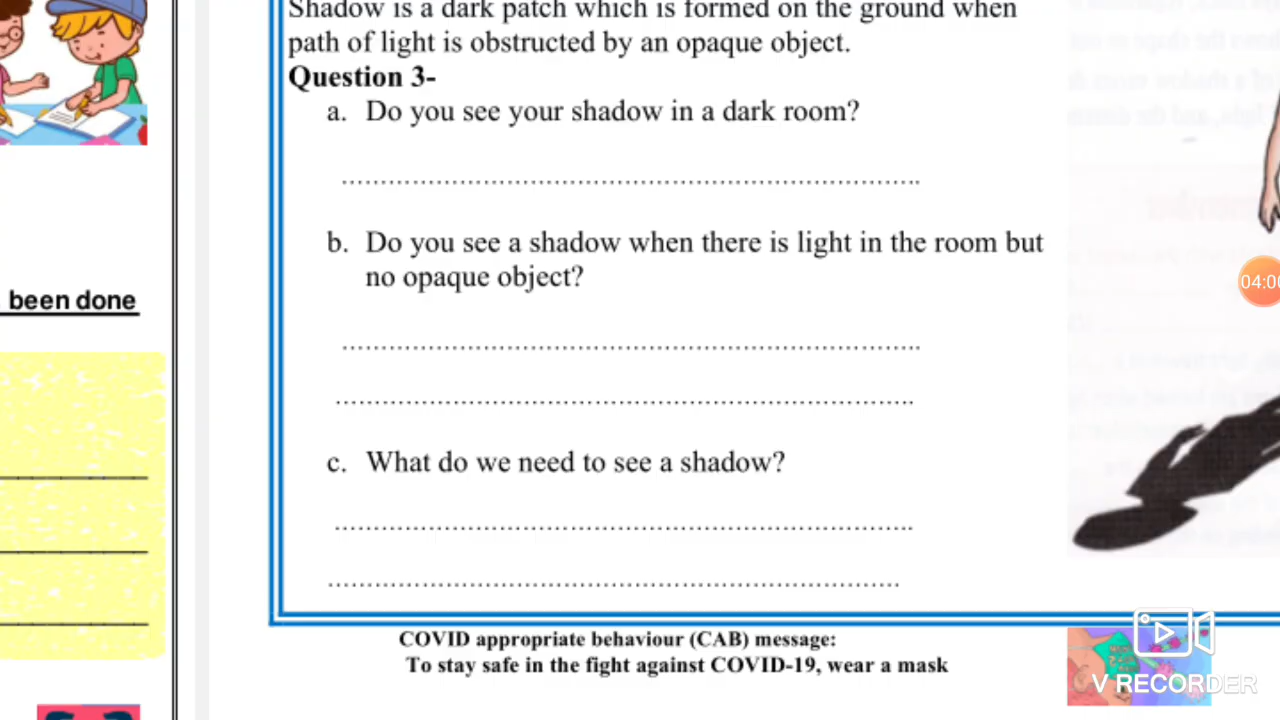 Shadow is a dark patch which is formed on the ground when
path of light is obstructed by an opaque object.
Question 3-
a. Do you see your shadow in a dark room?
b. Do you see a shadow when there is light in the room but
no opaque object?
been done
04:00
c. What do we need to see a shadow?
COVID appropriate behaviour (CAB) message:
To stay safe in the fight against COVID-19, wear a mask
V RECORDER